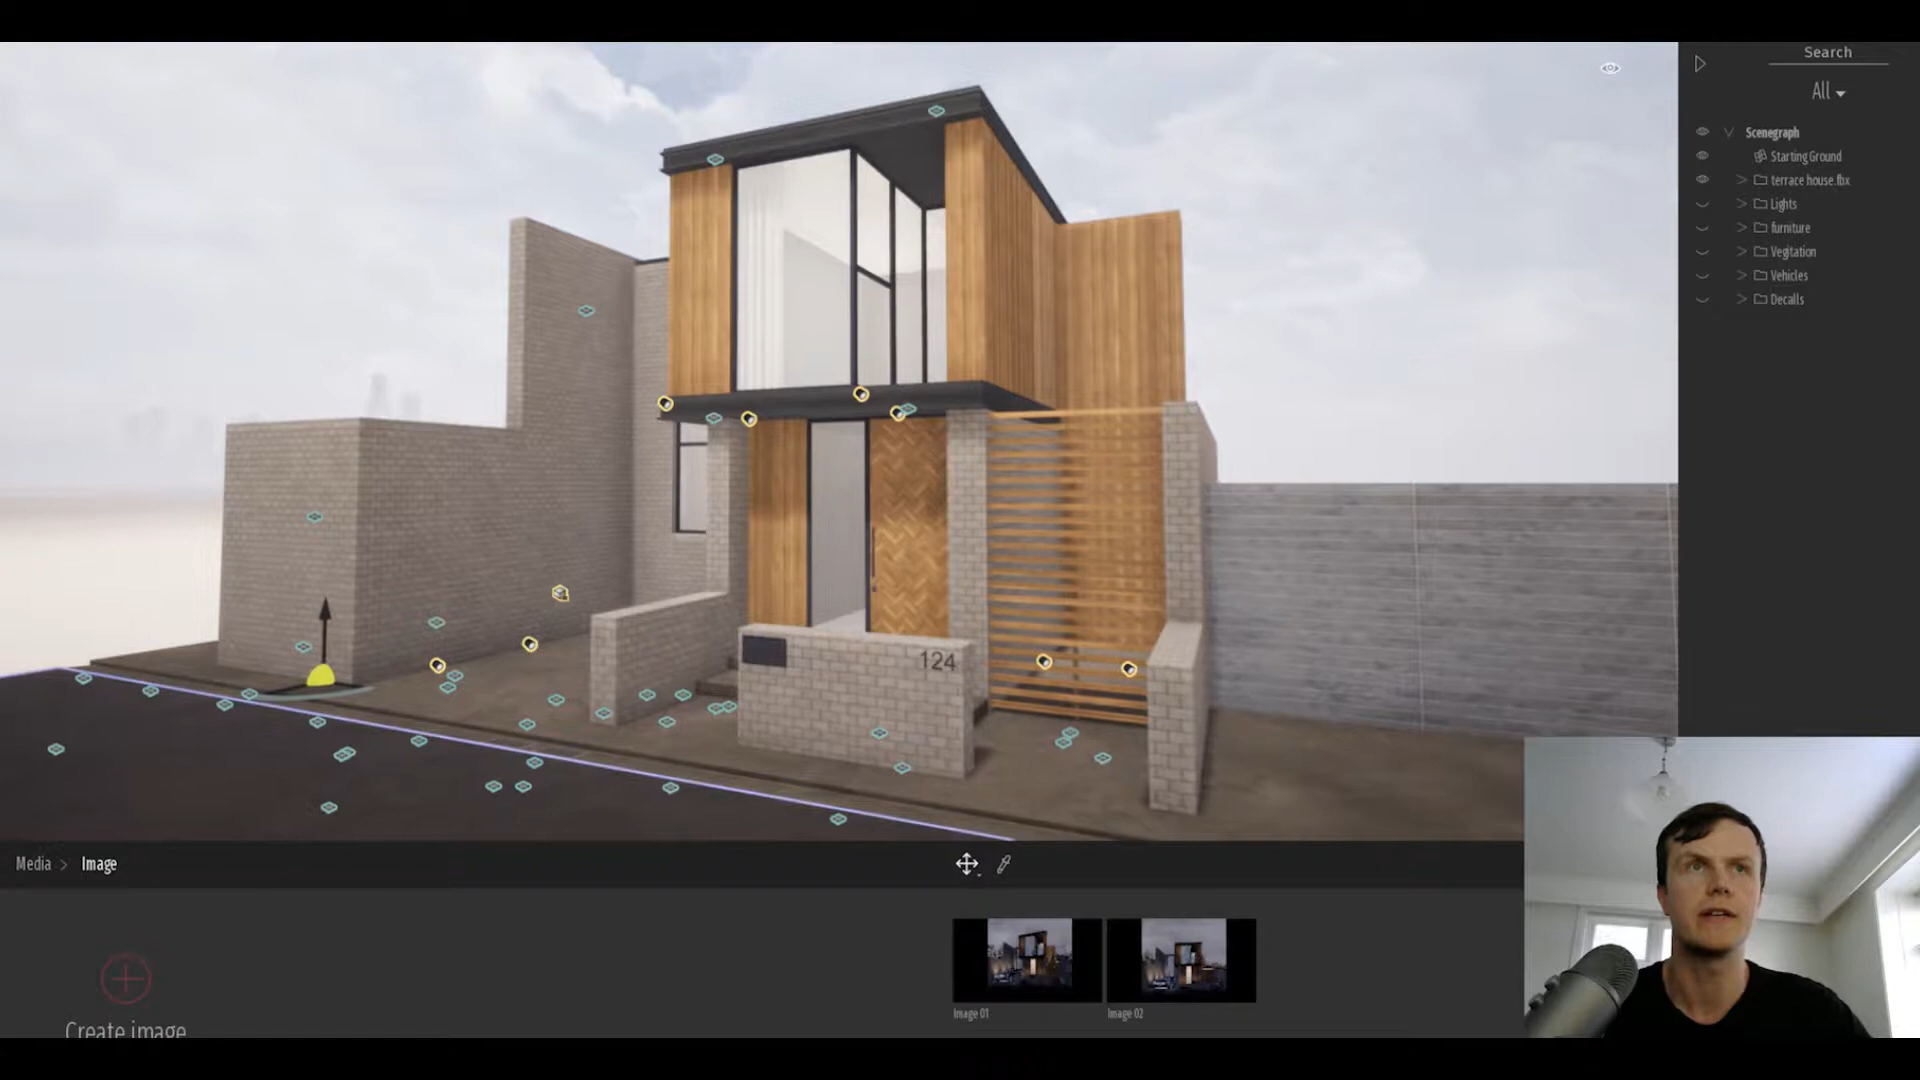 Search
All
Scenegraph
Starting Ground
terrace house.fbx
Lights
furniture
Vegitation
Vehicles
Decalls
124
Media > Image
Image 01
Image 02
Create image